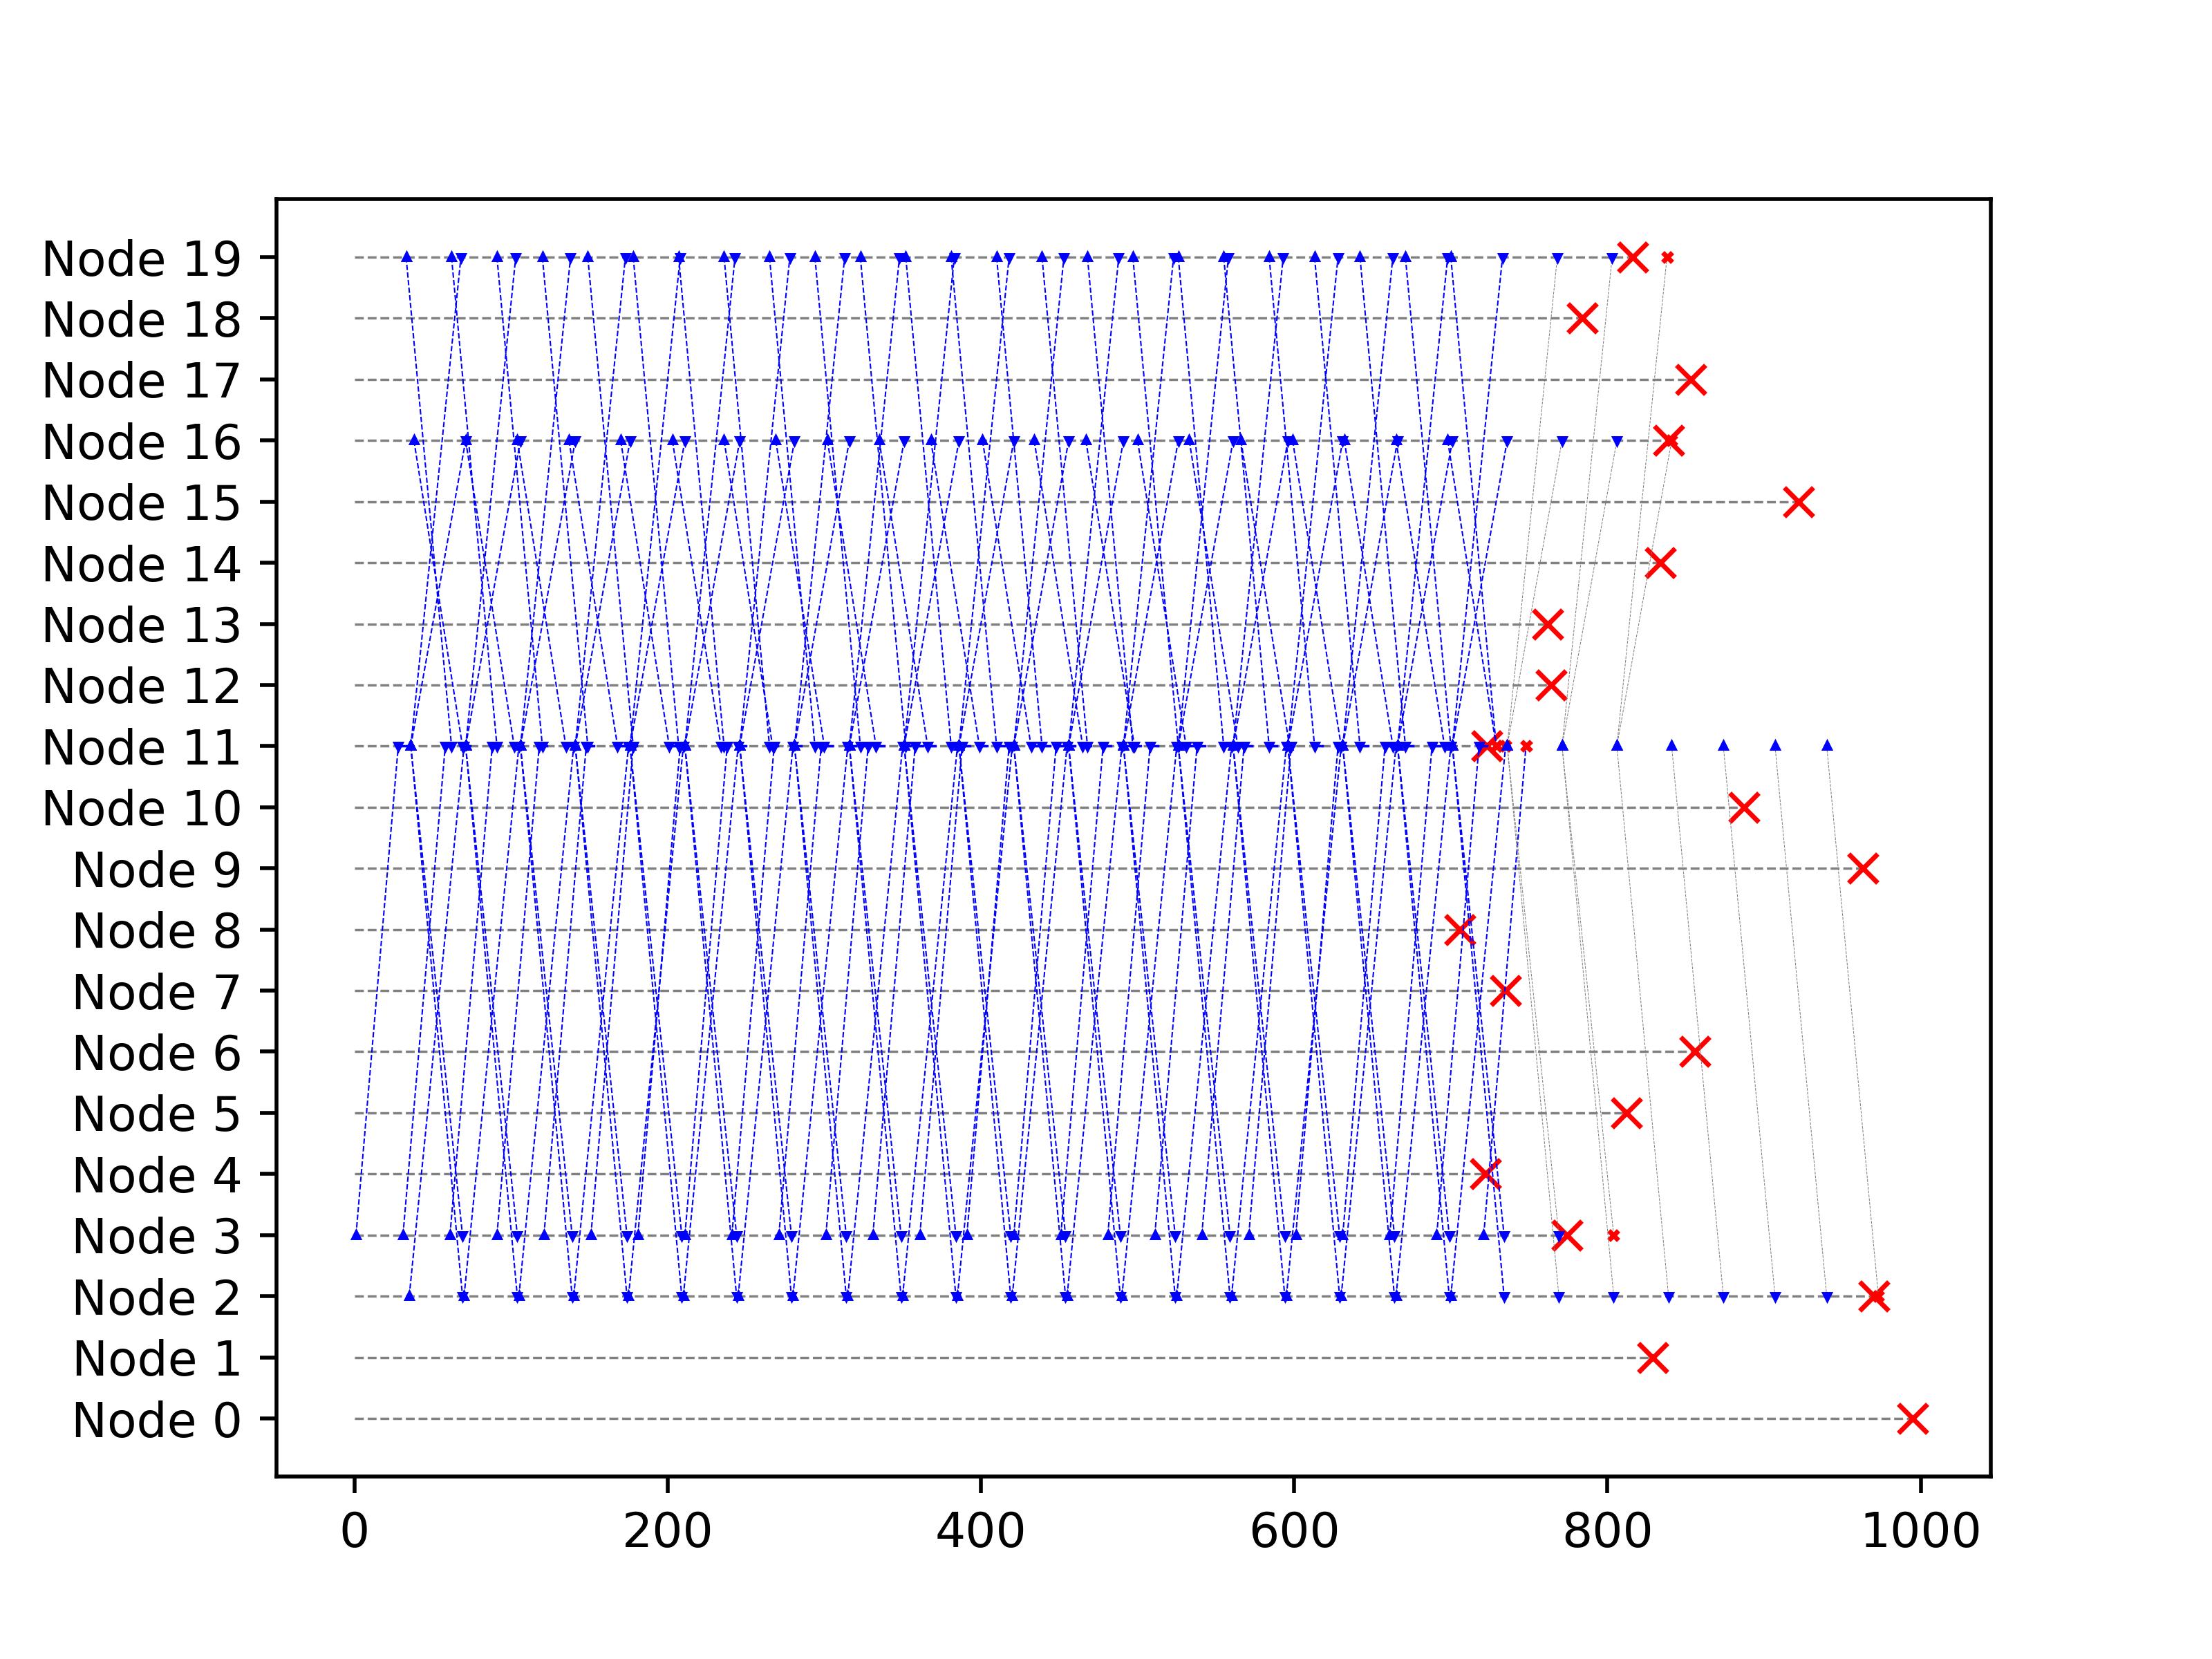 Node 19
Node 18
Node 17
Node 16
Node 15
Node 14
Node 13
Node 12
Node 11
Node 10
Node 9
Node 8
Node 7
Node 6
Node 5
Node 4
Node 3
Node 2
Node 1
Node 0
0 200 400 600 800 1000